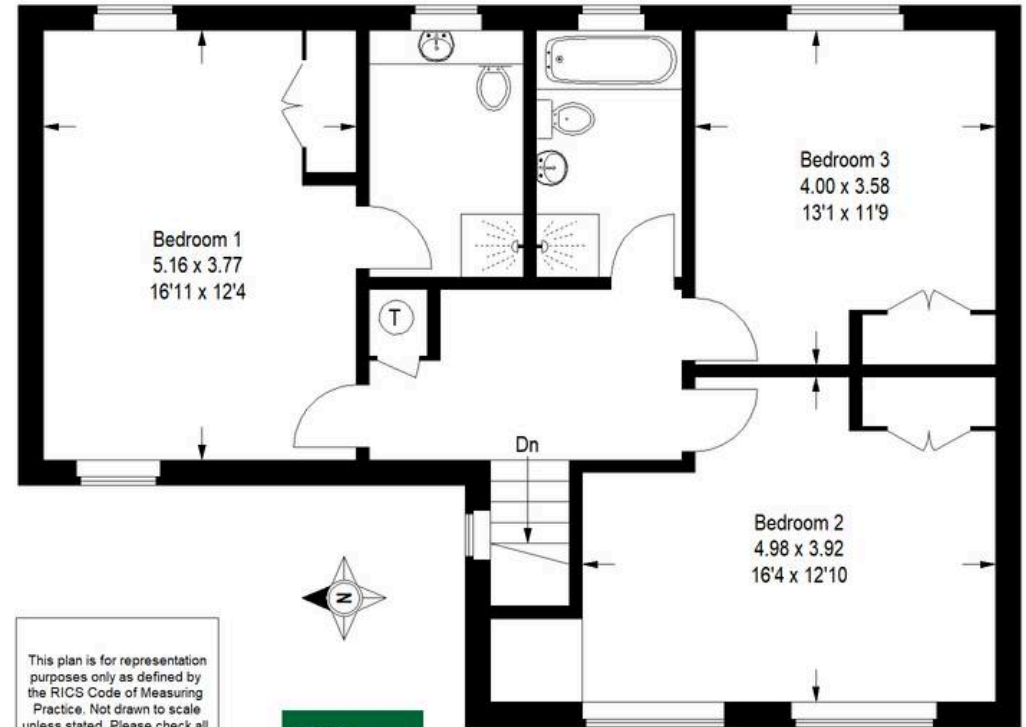 Bedroom 1
5.16 x 3.77
16'11 x 12'4
T
Bedroom 3
4.00 x 3.58
13'1 x 11'9
Dn
Bedroom 2
4.98 x 3.92
16'4 x 12'10
N
This plan is for representation
purposes only as defined by
the RICS Code of Measuring
Practice. Not drawn to scale
unless stated. Please check all